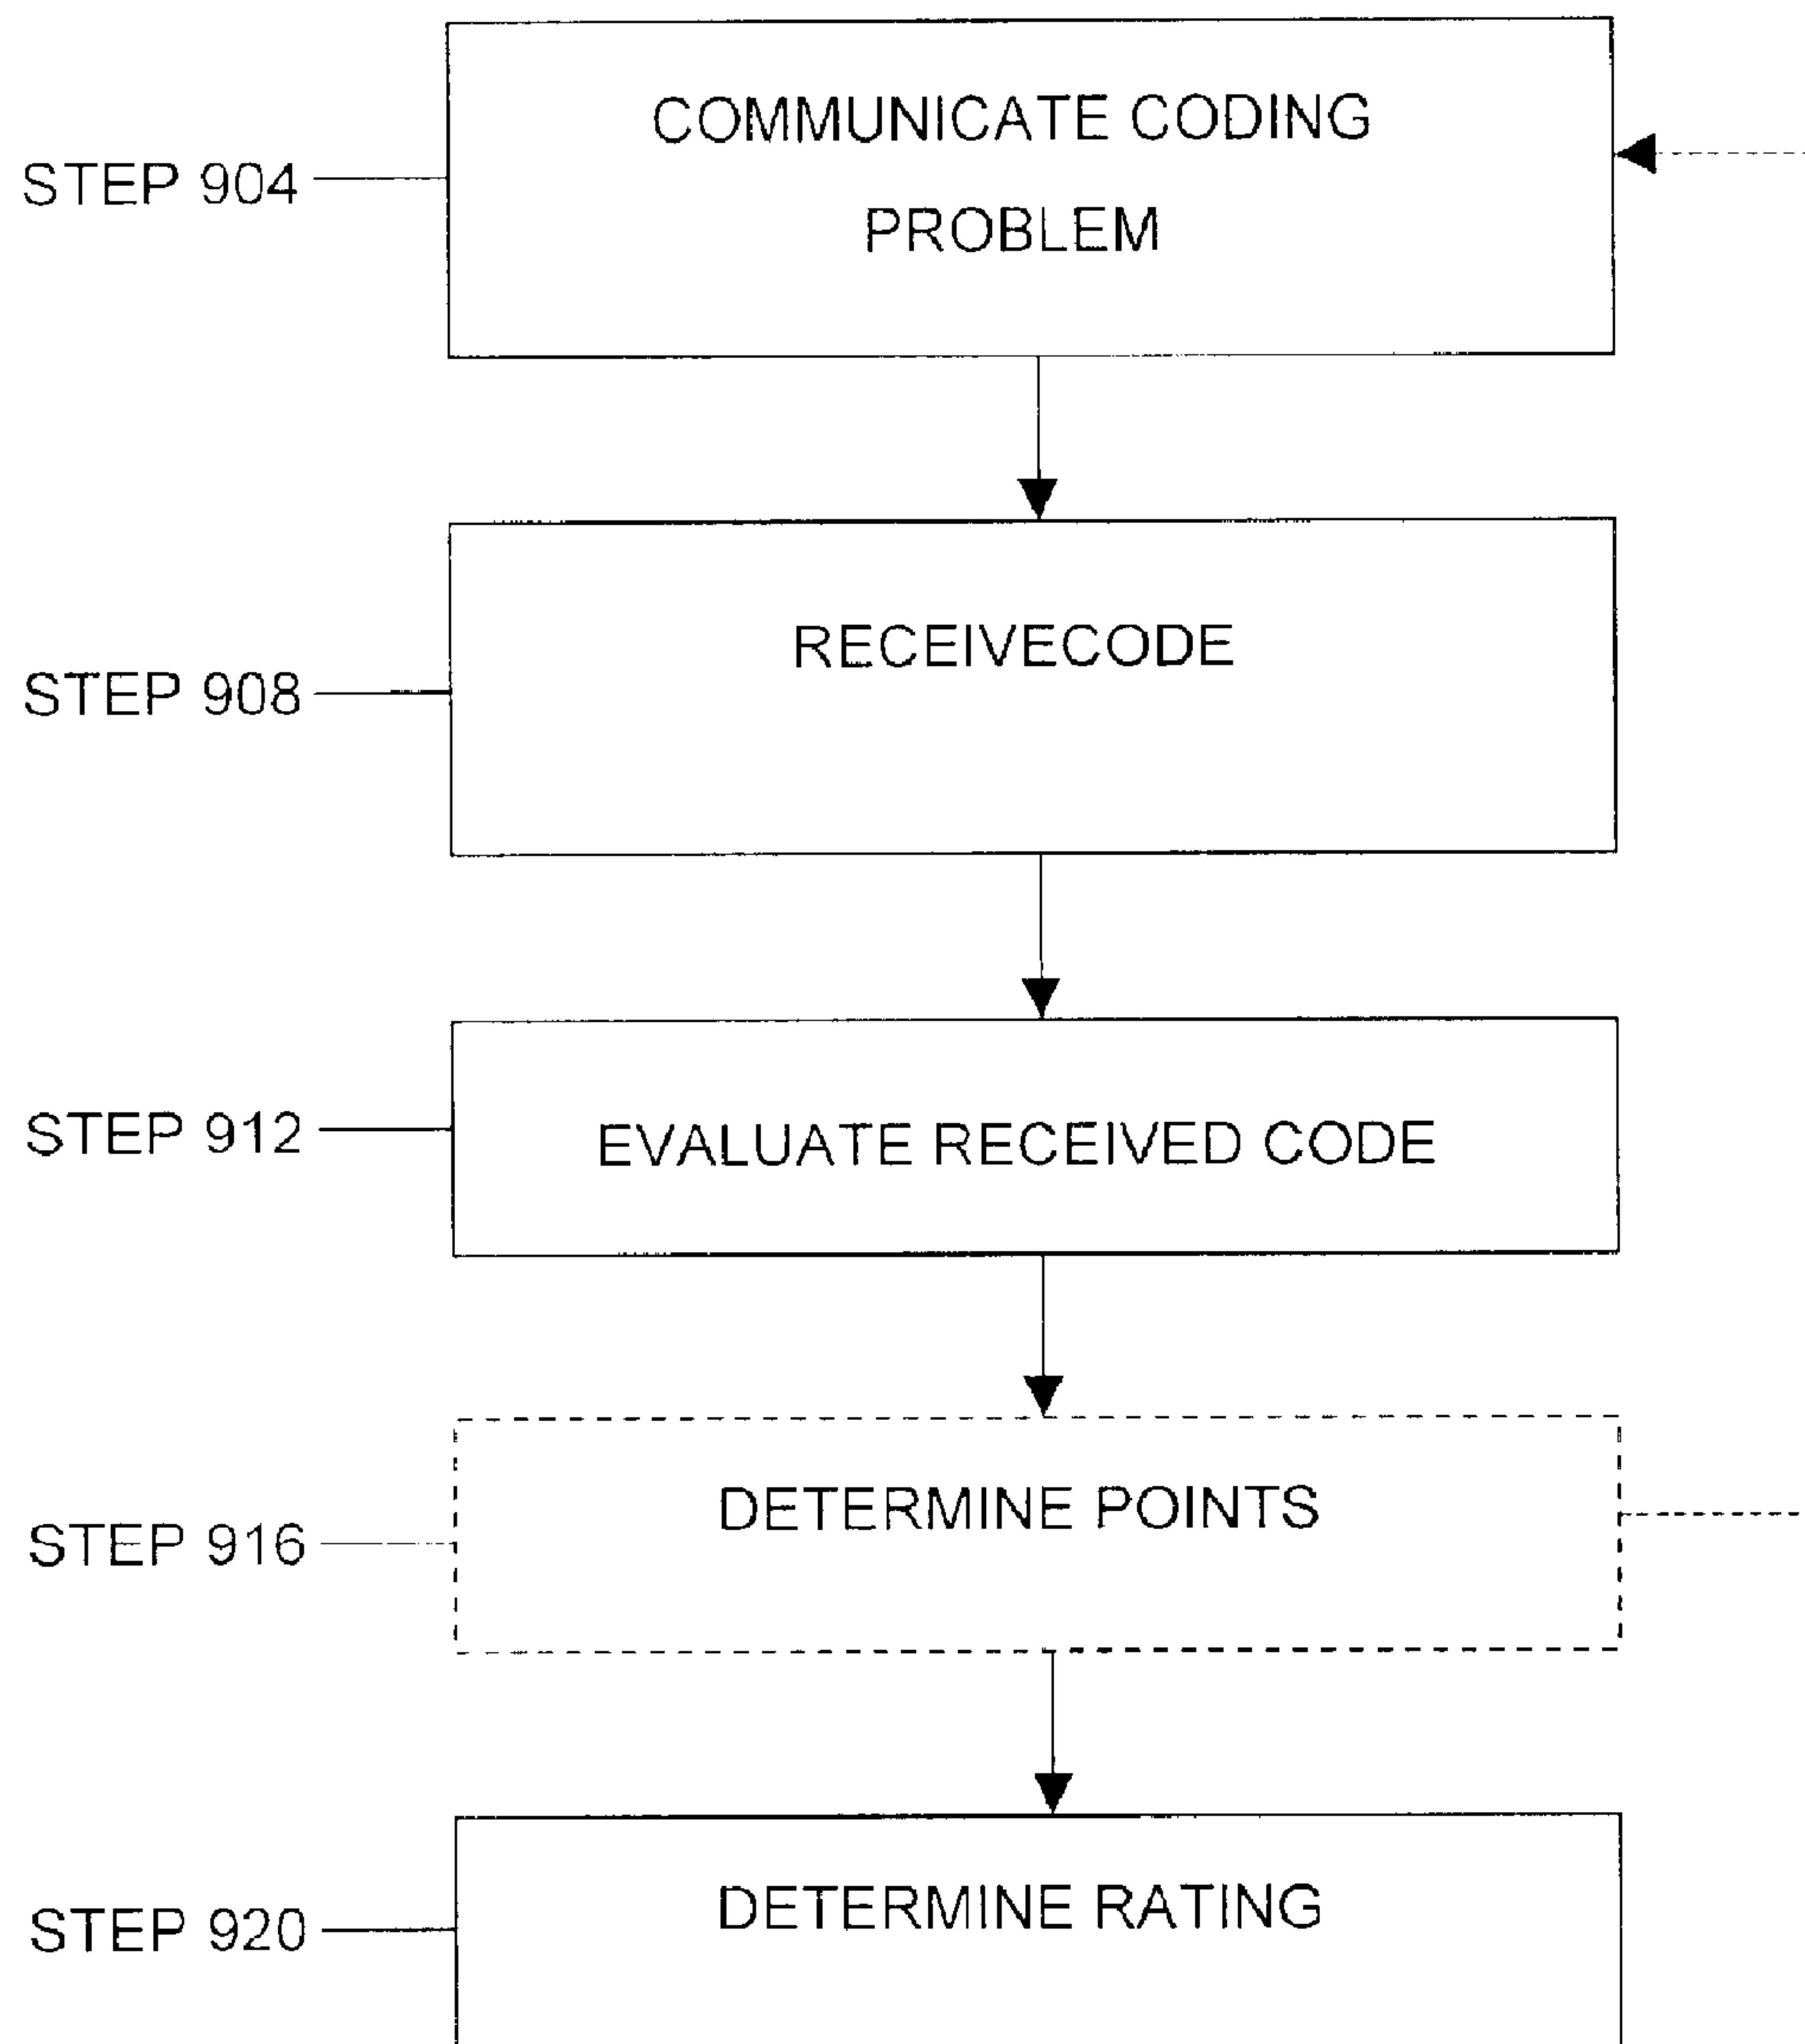 COMMUNICATE CODING
PROBLEM
STEP 904
RECEIVECODE
STEP 908
EVALUATE RECEIVED CODE
STEP 912
DETERMINE POINTS
STEP 916
DETERMINE RATING
STEP 920